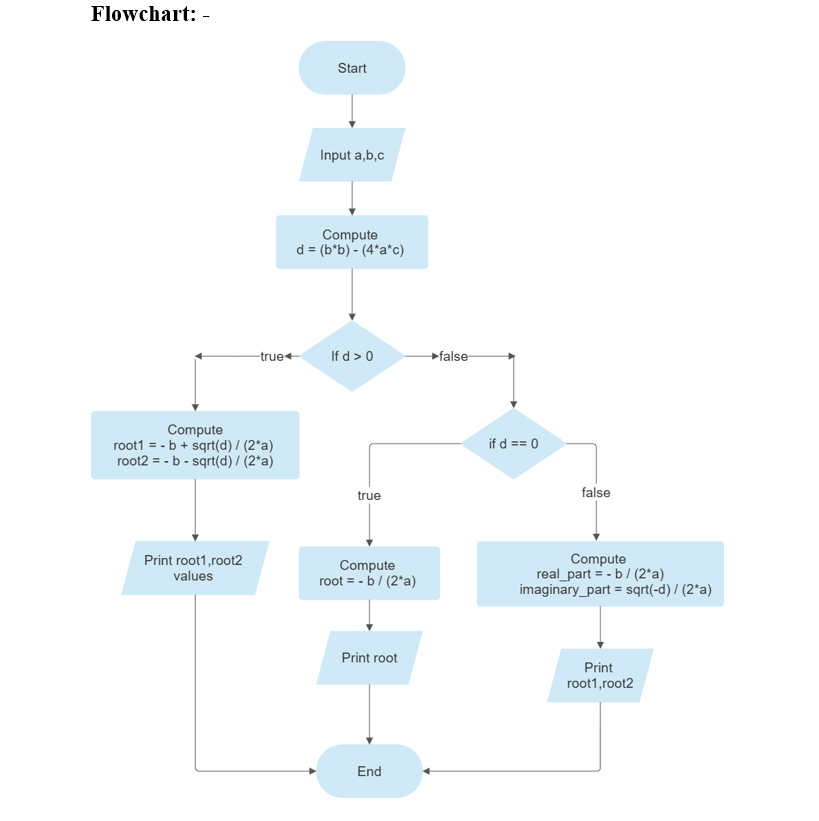 Flowchart: -
Start
Input a,b,c
Compute
d = (b*b) - (4*a*c)
If d > 0
true
false
Compute
root1 = - b + sqrt(d) / (2*a)
root2 = - b - sqrt(d) / (2*a)
if d == 0
true
false
Print root1,root2
values
Compute
root = - b / (2*a)
Compute
real_part = - b / (2*a)
imaginary_part = sqrt(-d) / (2*a)
Print root
Print
root1,root2
End